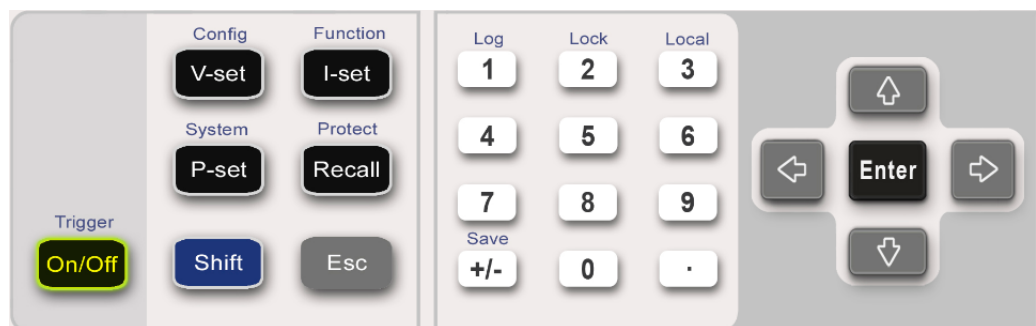 Config Function
V-set I-set
System Protect
P-set Recall
Trigger
On/Off Shift Esc
Log Lock Local
1 2 3
4 5 6
7 8 9
Save
+/- 0 .
Enter